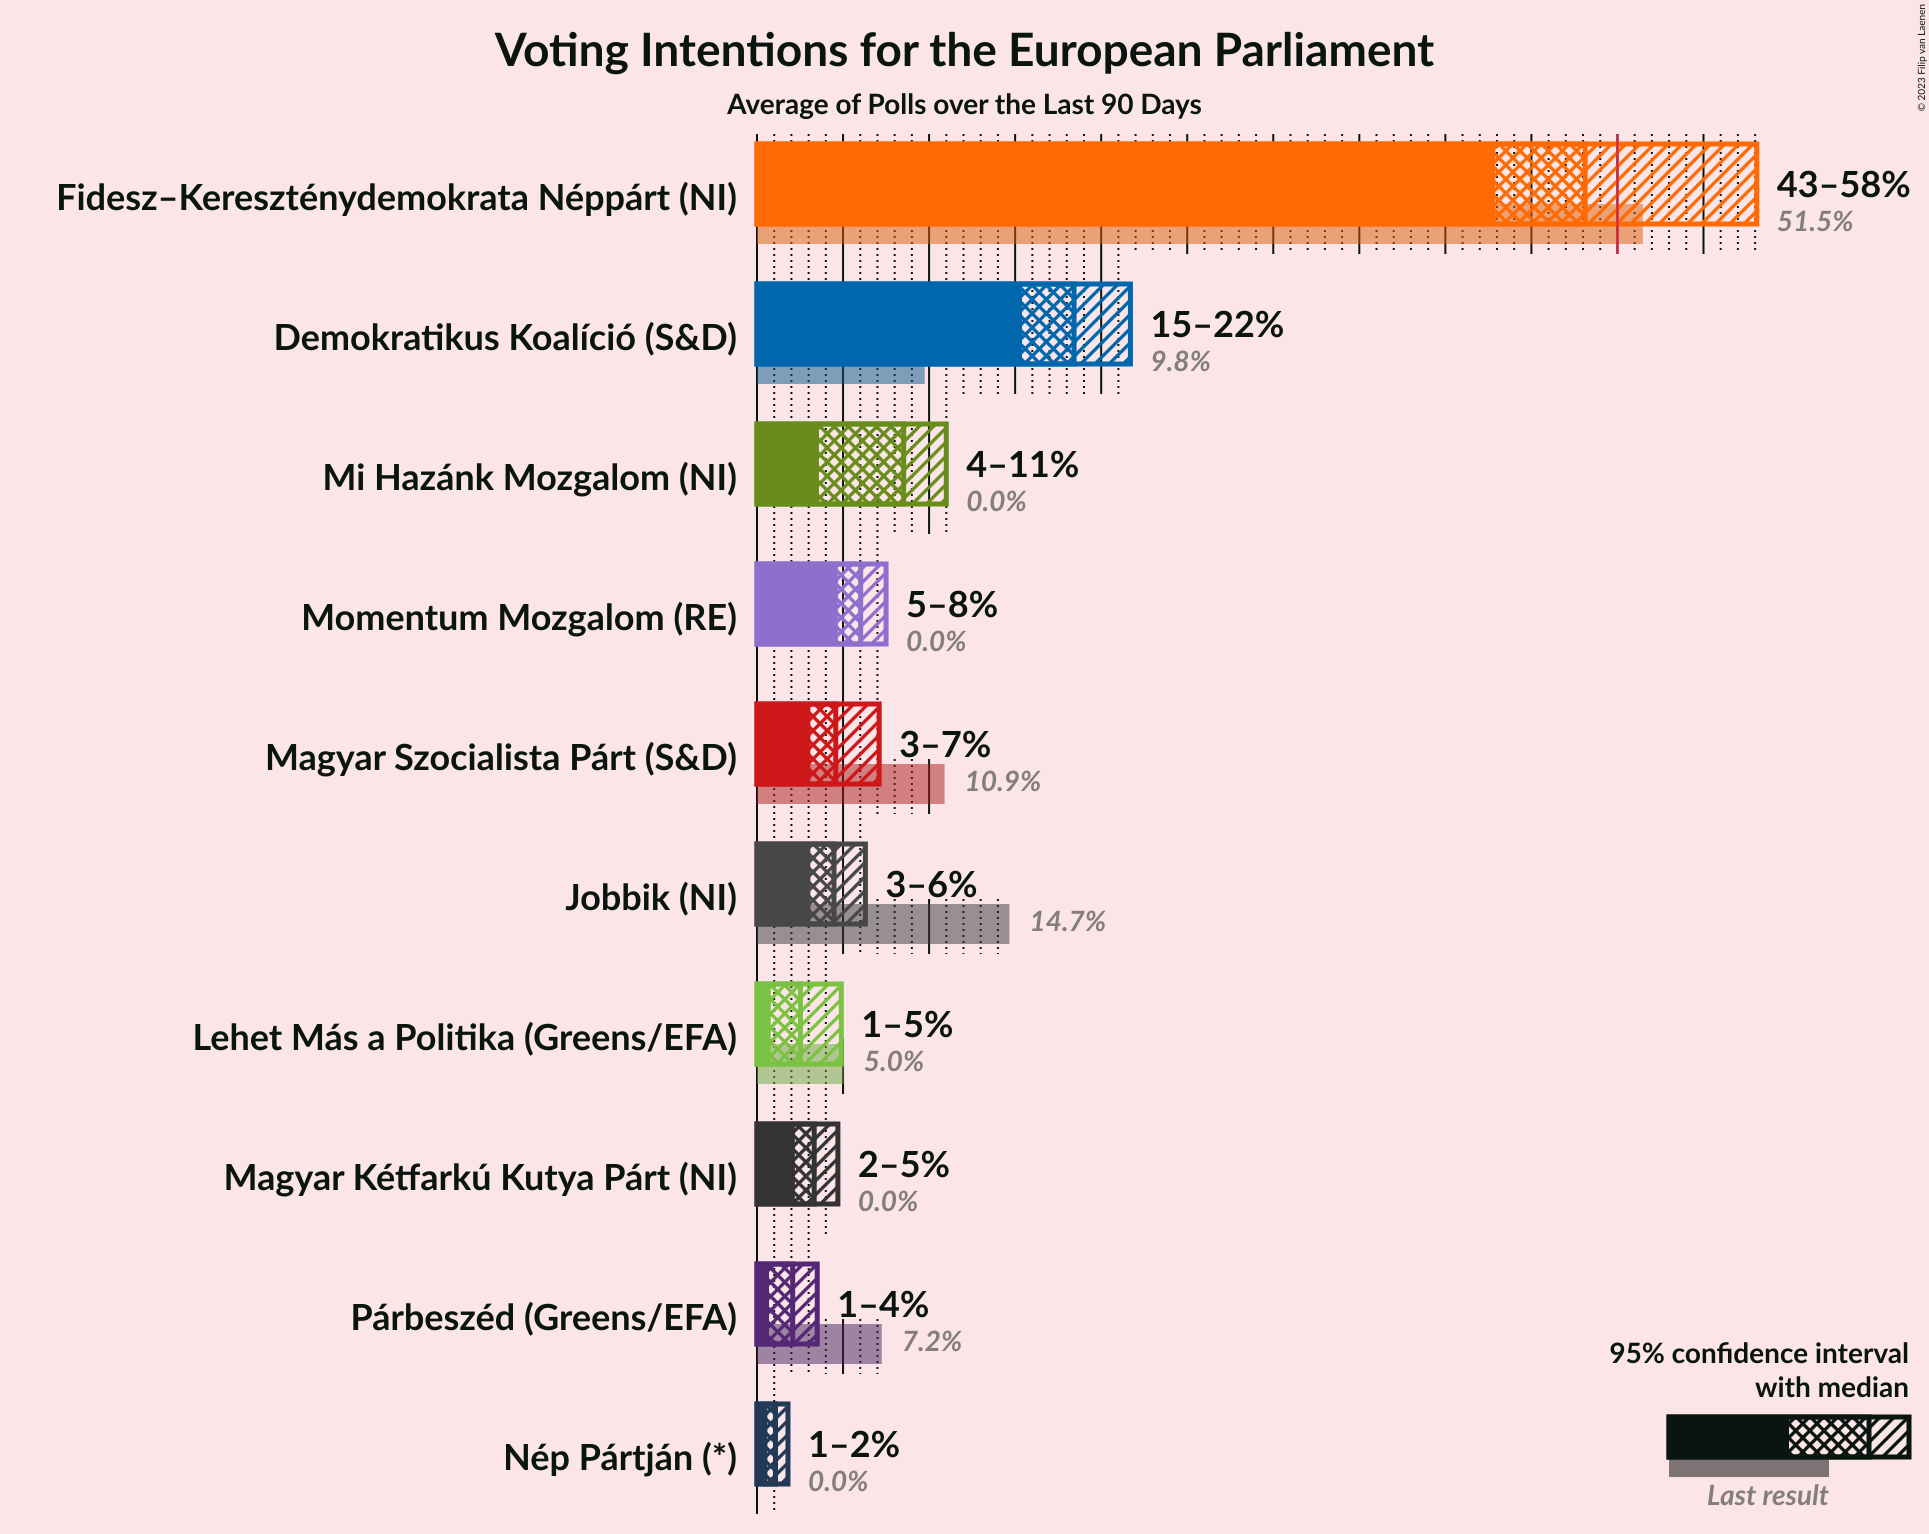 © 2023 Filip van Laenen
Voting Intentions for the European Parliament
Average of Polls over the Last 90 Days
Fidesz–Kereszténydemokrata Néppárt (NI)
43–58%
51.5%
Demokratikus Koalíció (S&D)
15–22%
9.8%
Mi Hazánk Mozgalom (NI)
4–11%
0.0%
Momentum Mozgalom (RE)
5–8%
0.0%
Magyar Szocialista Párt (S&D)
3–7%
10.9%
Jobbik (NI)
3–6%
14.7%
Lehet Más a Politika (Greens/EFA)
1–5%
5.0%
Magyar Kétfarkú Kutya Párt (NI)
2–5%
0.0%
Párbeszéd (Greens/EFA)
1–4%
7.2%
Nép Pártján (*)
1–2%
0.0%
95% confidence interval
with median
Last result